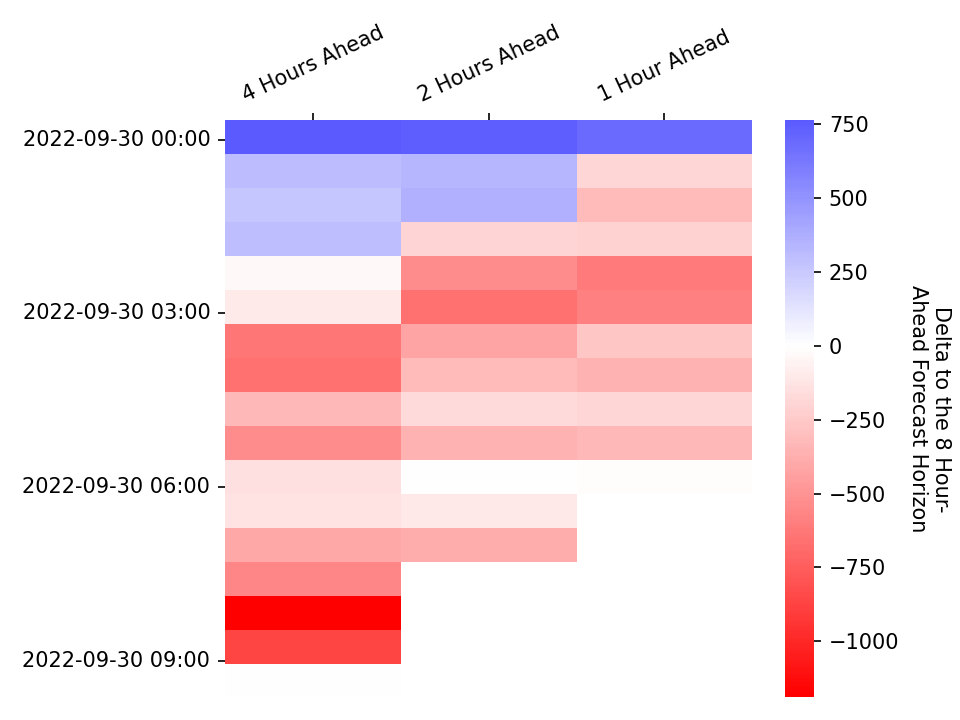 4 Hours Ahead
2 Hours Ahead
1 Hour Ahead
2022-09-30 00:00
2022-09-30 03:00
2022-09-30 06:00
2022-09-30 09:00
750
500
250
0
−250
−500
−750
−1000
Delta to the 8 Hour-
Ahead Forecast Horizon